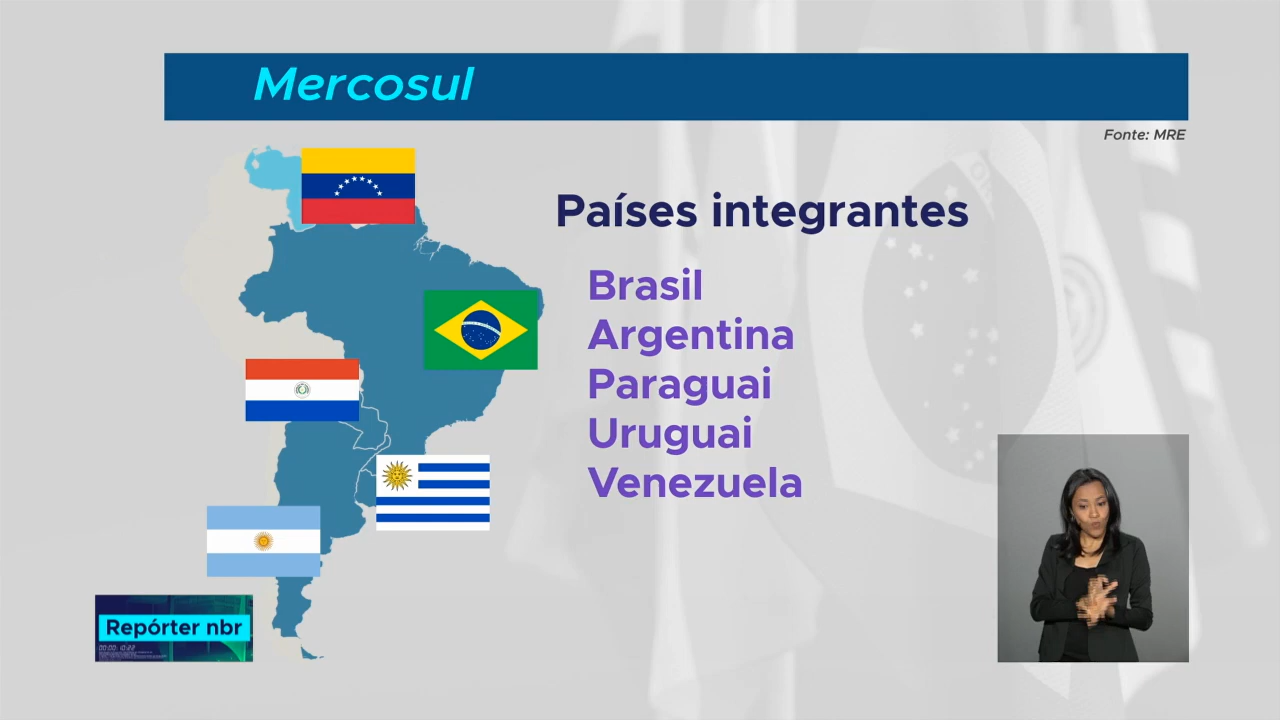 Mercosul
Fonte: MRE
Países integrantes
Brasil
Argentina
Paraguai
Uruguai
Venezuela
Repórter nbr